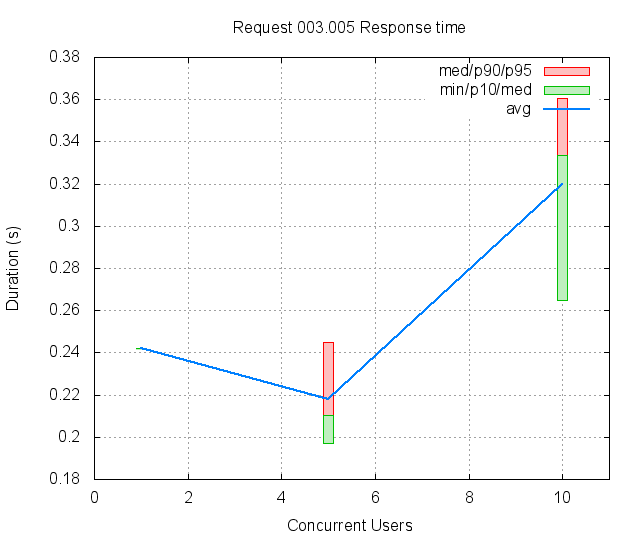 Request 003.005 Response time
0.38
0.36
0.34
0.32
0.3
0.28
0.26
0.24
0.22
0.2
0.18
med/p90/p95
min/p10/med
avg
Duration (s)
0 2 4 6 8 10
Concurrent Users